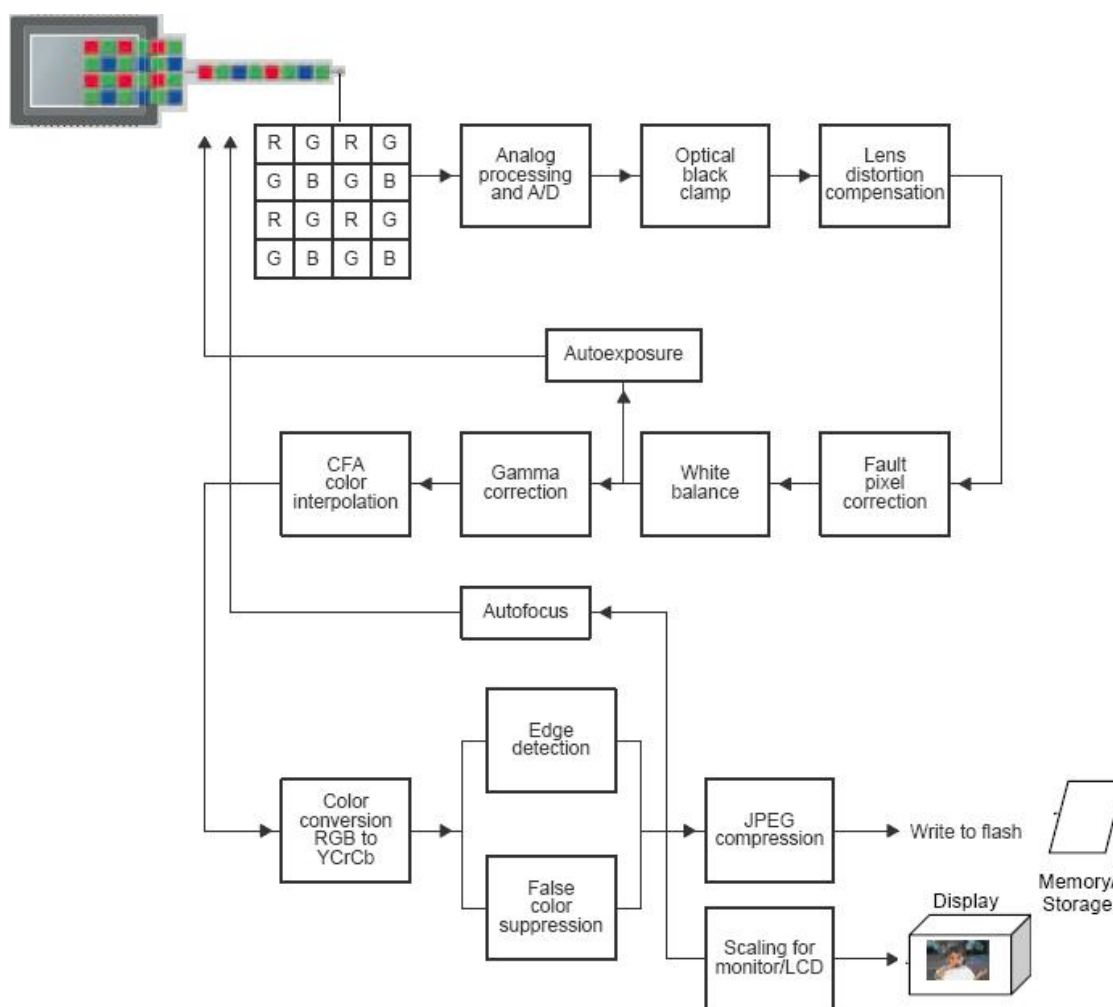 R G R G
G B G B
R G R G
G B G B
Analog
processing
and A/D
Optical
black
clamp
Lens
distortion
compensation
Autoexposure
CFA
color
interpolation
Gamma
correction
White
balance
Fault
pixel
correction
Autofocus
Edge
detection
Color
conversion
RGB to
YCrCb
False
color
suppression
JPEG
compression
Write to flash
Memory/
Storage
Display
Scaling for
monitor/LCD